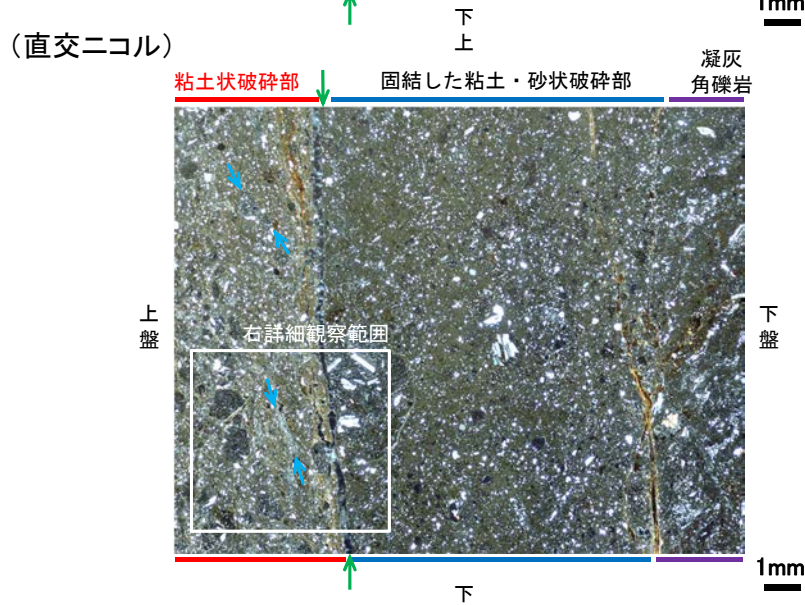 1mm
下
上
（直交ニコル）
粘土状破砕部
固結した粘土・砂状破砕部
凝灰
角礫岩
上
盤
下
盤
右詳細観察範囲
1mm
下